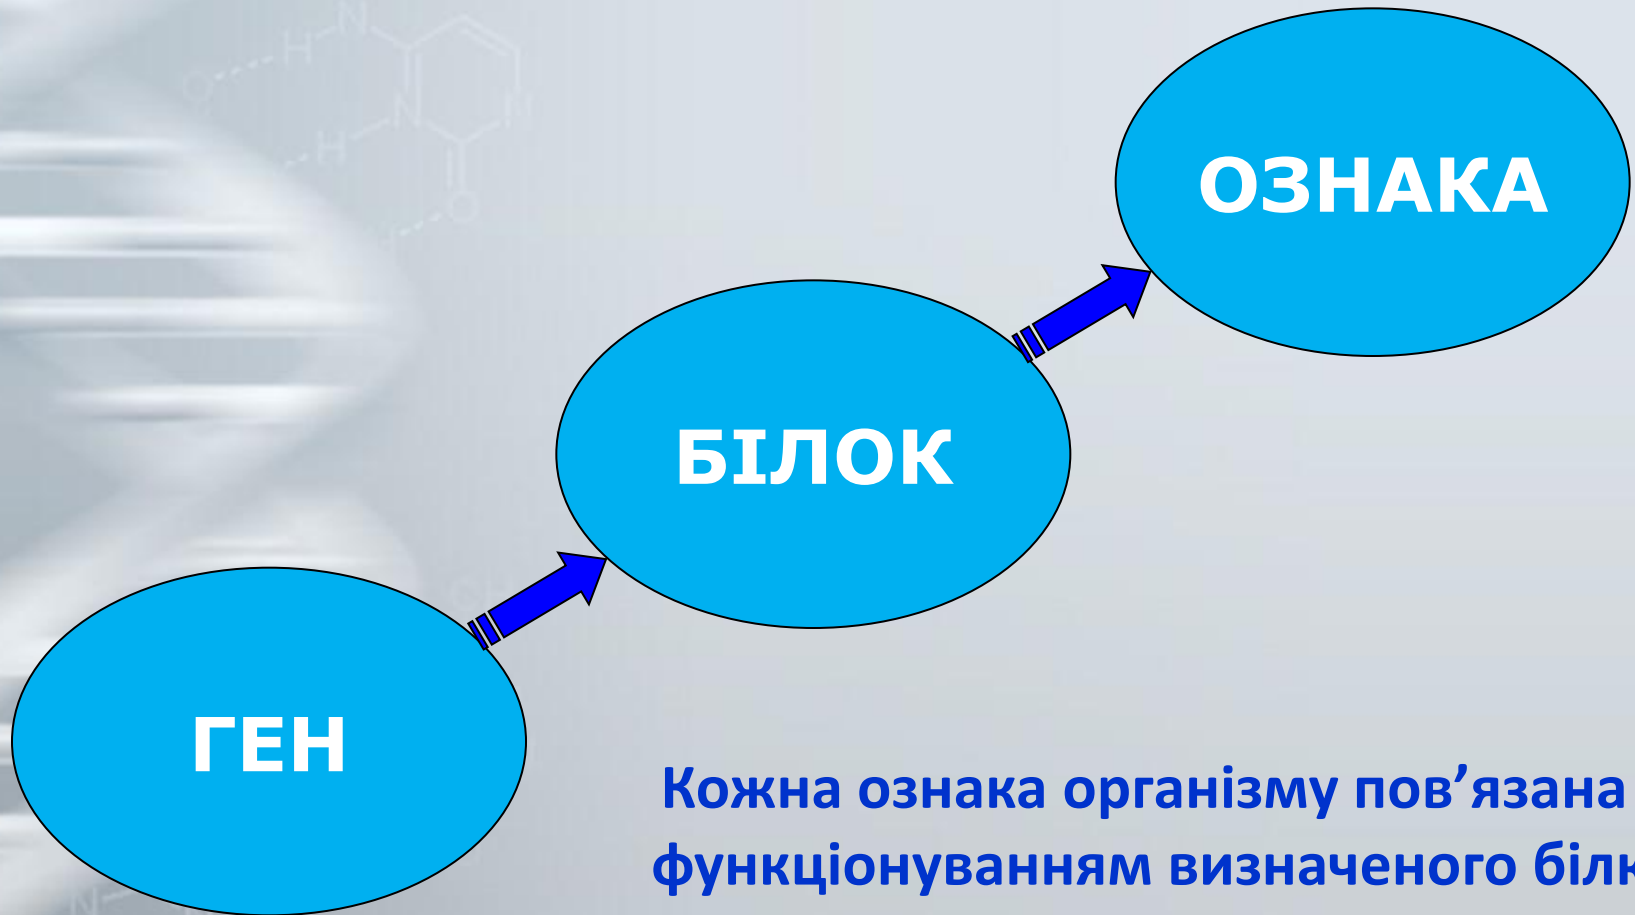 ОЗНАКА
БІЛОК
ГЕН
Кожна ознака організму пов’язана
функціонуванням визначеного